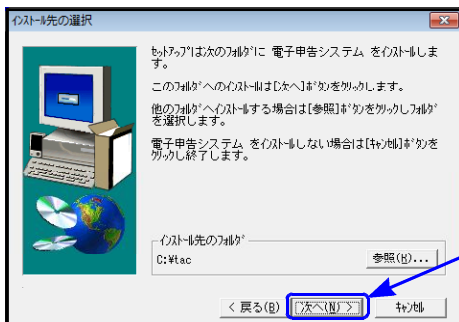 インストール先の選択
ｾｯﾄｱｯﾌﾟは次のﾌｫﾙﾀﾞに 電子申告システム をｲﾝｽﾄｰﾙしま
す。
このﾌｫﾙﾀﾞへのｲﾝｽﾄｰﾙは[次へ]ﾎﾞﾀﾝをｸﾘｯｸします。
他のﾌｫﾙﾀﾞへｲﾝｽﾄｰﾙする場合は[参照]ﾎﾞﾀﾝをｸﾘｯｸしﾌｫﾙﾀﾞ
を選択します。
電子申告システム をｲﾝｽﾄｰﾙしない場合は[ｷｬﾝｾﾙ]ﾎﾞﾀﾝを
ｸﾘｯｸし終了します。
ｲﾝｽﾄｰﾙ先のﾌｫﾙﾀﾞ
C:¥tac
参照(R)...
< 戻る(B)
次へ(N) >
ｷｬﾝｾﾙ